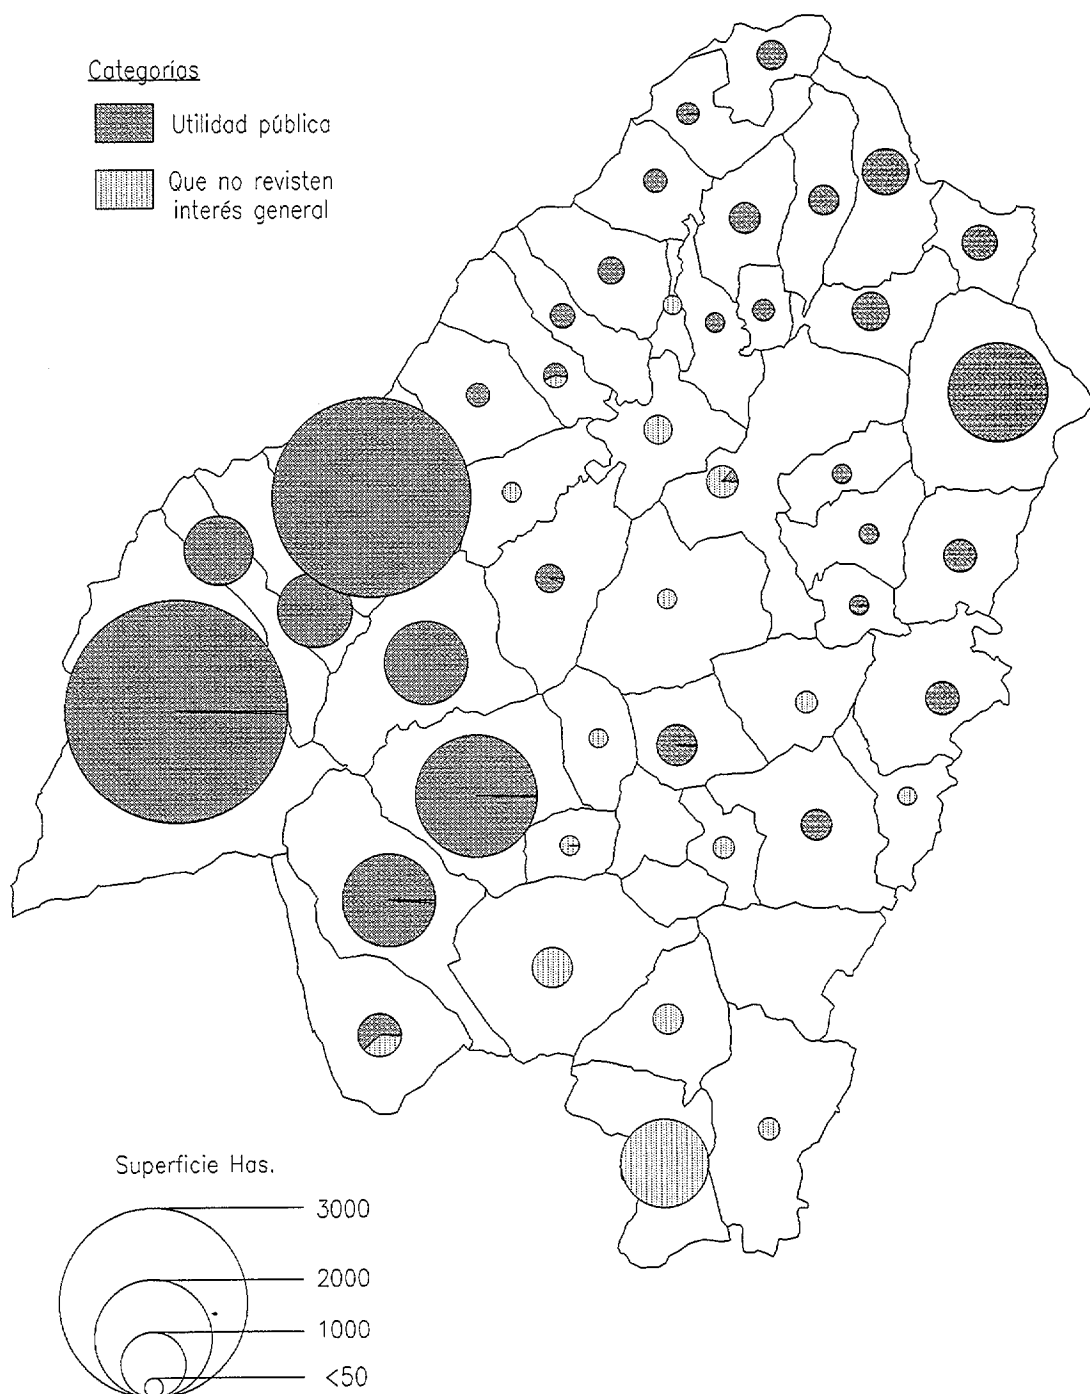 Categorías
Utilidad pública
Que no revisten
interés general
Superficie Has.
3000
2000
1000
<50